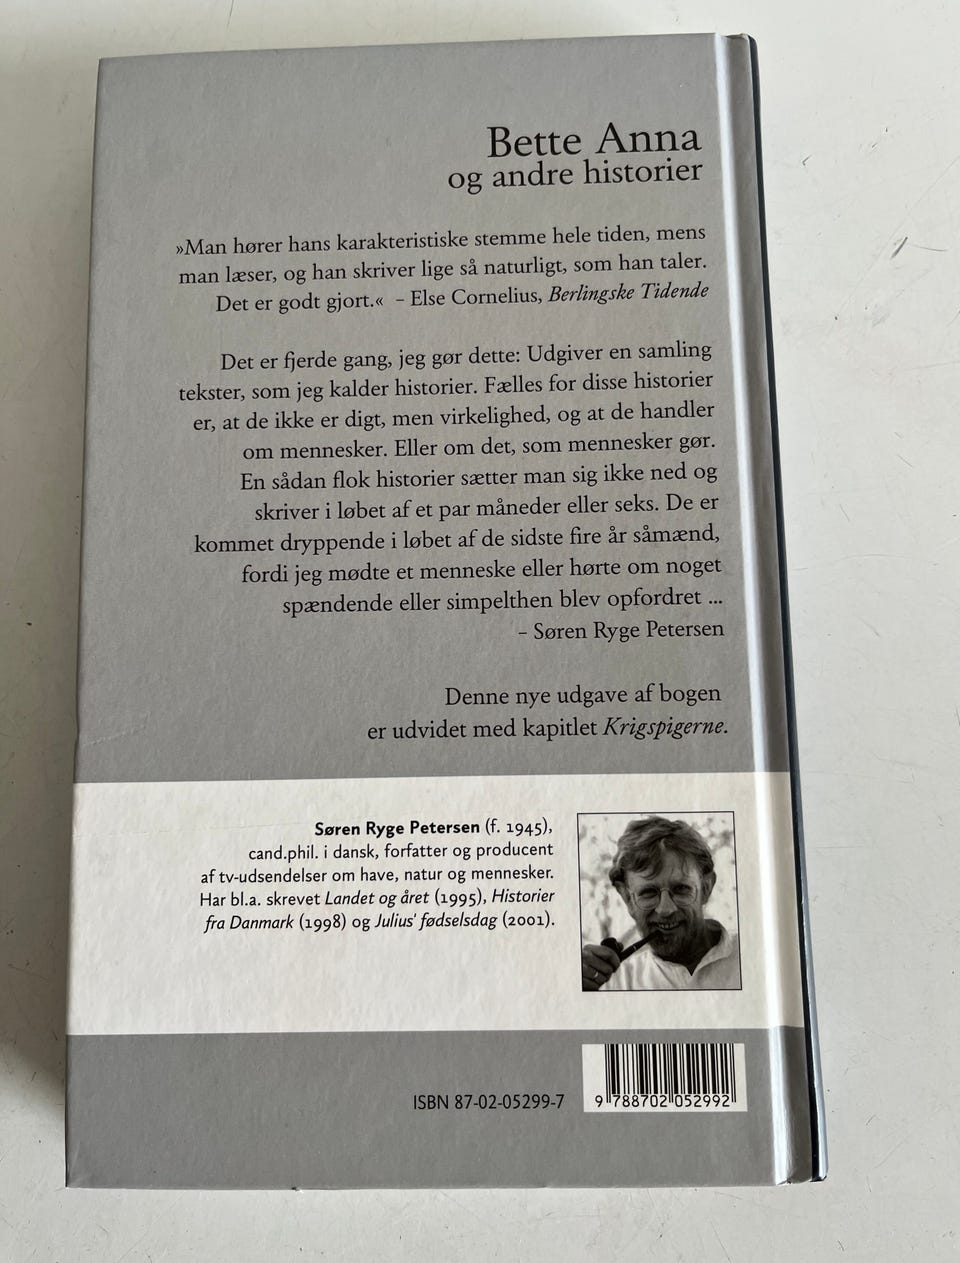 Bette Anna
og andre historier
»Man hører hans karakteristiske stemme hele tiden, mens
man læser, og han skriver lige så naturligt, som han taler.
Det er godt gjort.« – Else Cornelius, Berlingske Tidende
Det er fjerde gang, jeg gør dette: Udgiver en samling
tekster, som jeg kalder historier. Fælles for disse historier
er, at de ikke er digt, men virkelighed, og at de handler
om mennesker. Eller om det, som mennesker gør.
En sådan flok historier sætter man sig ikke ned og
skriver i løbet af et par måneder eller seks. De er
kommet dryppende i løbet af de sidste fire år såmænd,
fordi jeg mødte et menneske eller hørte om noget
spændende eller simpelthen blev opfordret ...
– Søren Ryge Petersen
Denne nye udgave af bogen
er udvidet med kapitlet Krigspigerne.
Søren Ryge Petersen (f. 1945),
cand.phil. i dansk, forfatter og producent
af tv-udsendelser om have, natur og mennesker.
Har bl.a. skrevet Landet og året (1995), Historier
fra Danmark (1998) og Julius' fødselsdag (2001).
ISBN 87-02-05299-7
9 788702 052992